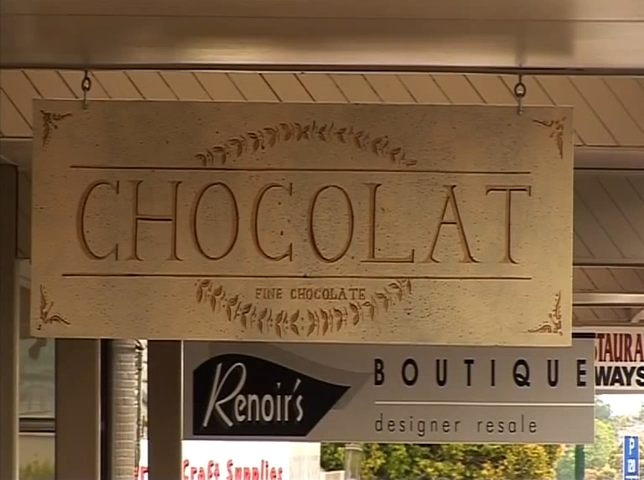 CHOCOLAT
FINE CHOCOLATE
Renoir's
BOUTIQUE
designer resale
Craft Supplies
P